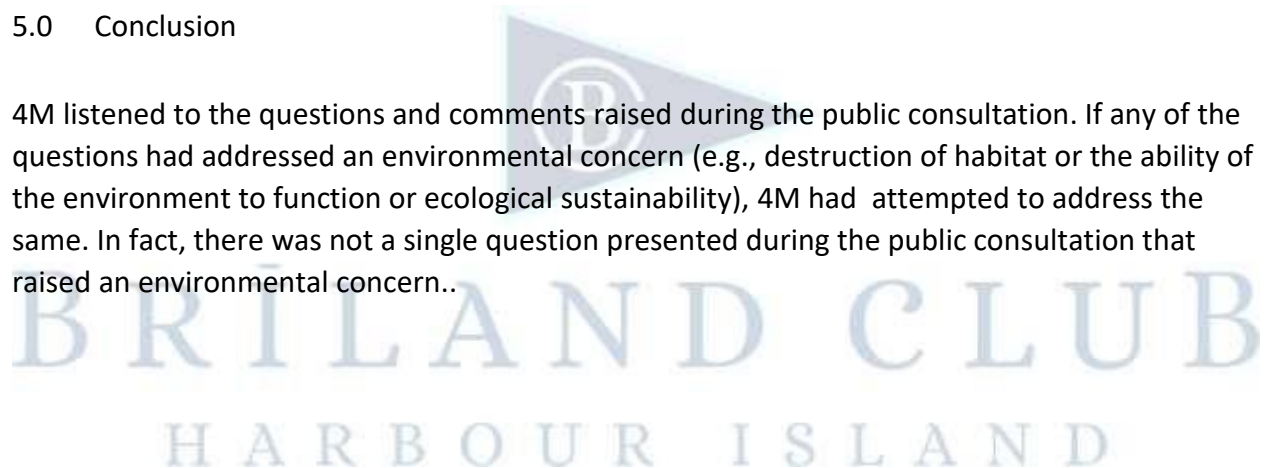 5.0 Conclusion
4M listened to the questions and comments raised during the public consultation. If any of the
questions had addressed an environmental concern (e.g., destruction of habitat or the ability of
the environment to function or ecological sustainability), 4M had  attempted to address the
same. In fact, there was not a single question presented during the public consultation that
raised an environmental concern..
B
BRILAND CLUB
HARBOUR ISLAND